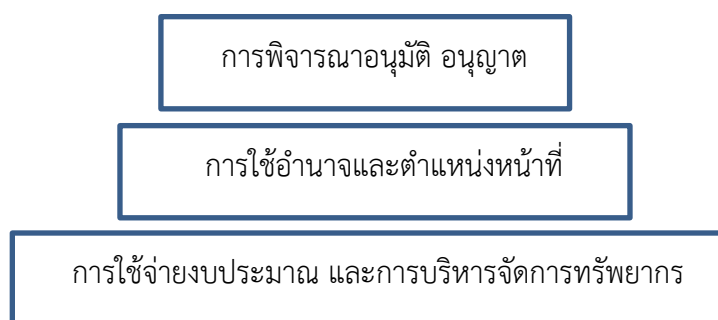 การพิจารณาอนุมัติ อนุญาต
การใช้อำนาจและตำแหน่งหน้าที่
การใช้จ่ายงบประมาณ และการบริหารจัดการทรัพยากร